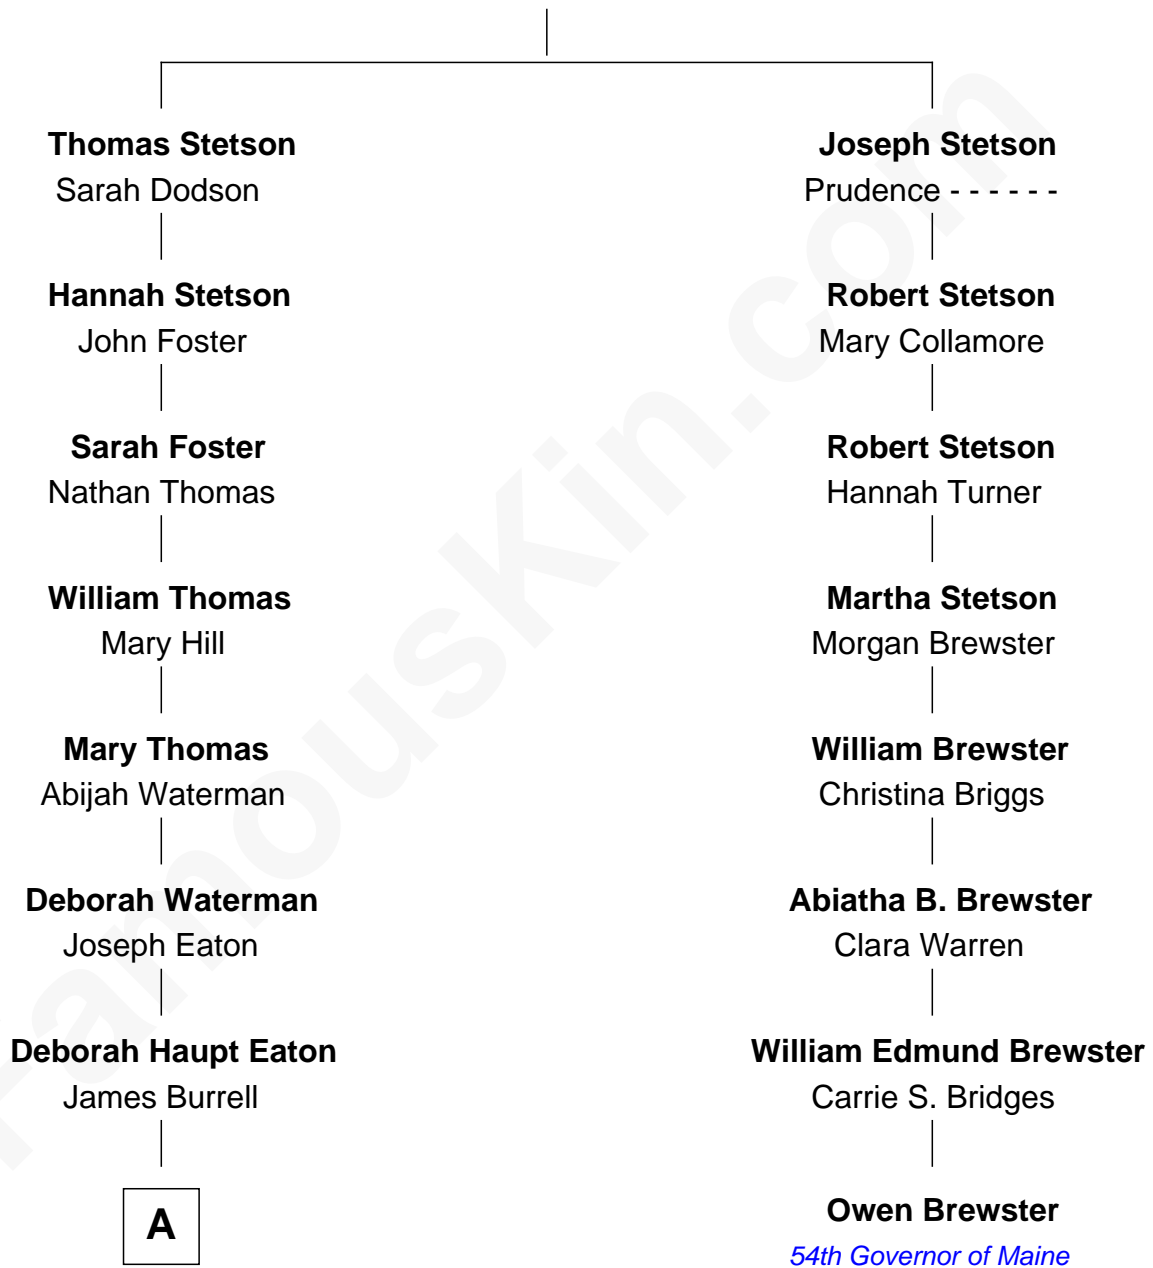 Thomas Stetson
Sarah Dodson
Hannah Stetson
John Foster
Sarah Foster
Nathan Thomas
William Thomas
Mary Hill
Mary Thomas
Abijah Waterman
Deborah Waterman
Joseph Eaton
Deborah Haupt Eaton
James Burrell
A
Joseph Stetson
Prudence - - - - - -
Robert Stetson
Mary Collamore
Robert Stetson
Hannah Turner
Martha Stetson
Morgan Brewster
William Brewster
Christina Briggs
Abiatha B. Brewster
Clara Warren
William Edmund Brewster
Carrie S. Bridges
Owen Brewster
54th Governor of Maine
FamousKin.com